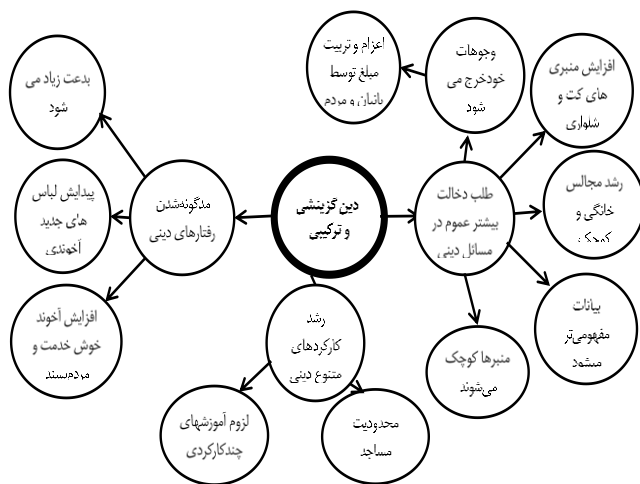 دین گزینشی
و ترکیبی
طلب دخالت
بیشتر عموم در
مسائل دینی
وجوهات
خودخرج می
شود
اعزام و تربیت
مبلغ توسط
بانیان و مردم
افزایش منبری
های کت و
شلواری
رشد مجالس
خانگی و
کوچک
بیانات
مفهومی‌تر
میشود
منبرها کوچک
می‌شوند
رشد
کارکردهای
متنوع دینی
محدودیت
مساجد
لزوم آموزشهای
چندکارکردی
مدگونه‌شدن
رفتارهای دینی
بدعت زیاد می
شود
پیدایش لباس
های جدید
آخوندی
افزایش آخوند
خوش خدمت و
مردم‌پسند